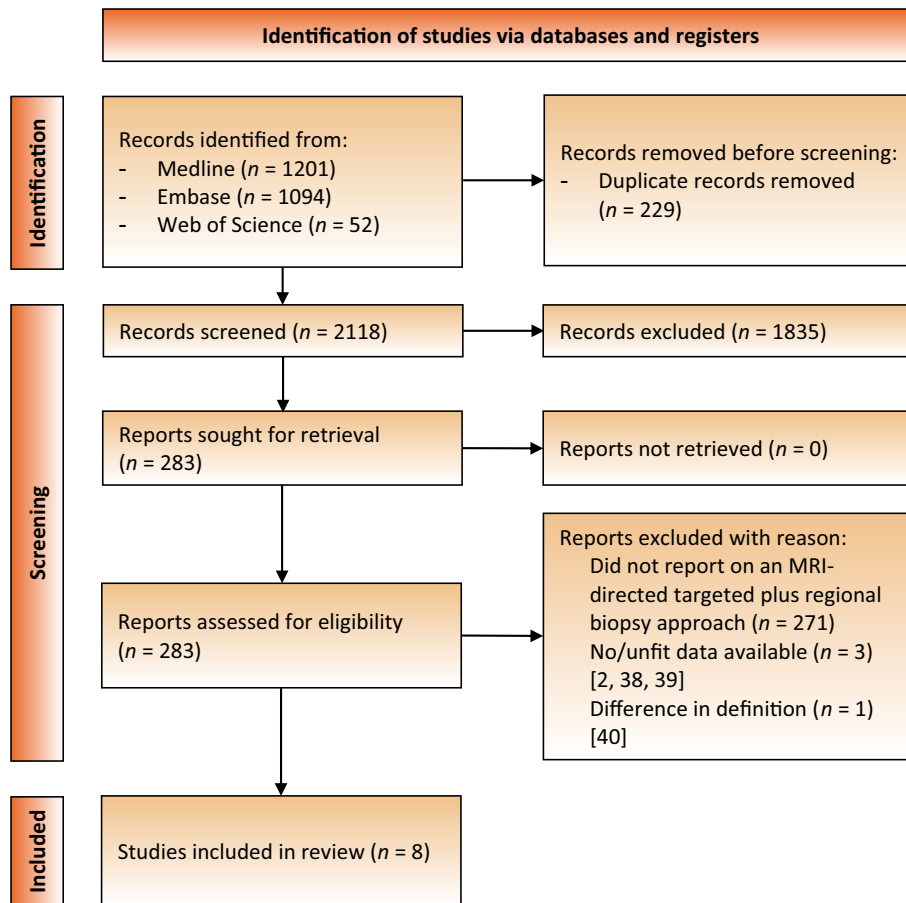 Identification of studies via databases and registers
Identification
Records identified from:
- Medline (n = 1201)
- Embase (n = 1094)
- Web of Science (n = 52)
Records removed before screening:
- Duplicate records removed
(n = 229)
Screening
Records screened (n = 2118)
Records excluded (n = 1835)
Reports sought for retrieval
(n = 283)
Reports not retrieved (n = 0)
Reports assessed for eligibility
(n = 283)
Reports excluded with reason:
Did not report on an MRI-
directed targeted plus regional
biopsy approach (n = 271)
No/unfit data available (n = 3)
[2, 38, 39]
Difference in definition (n = 1)
[40]
Included
Studies included in review (n = 8)